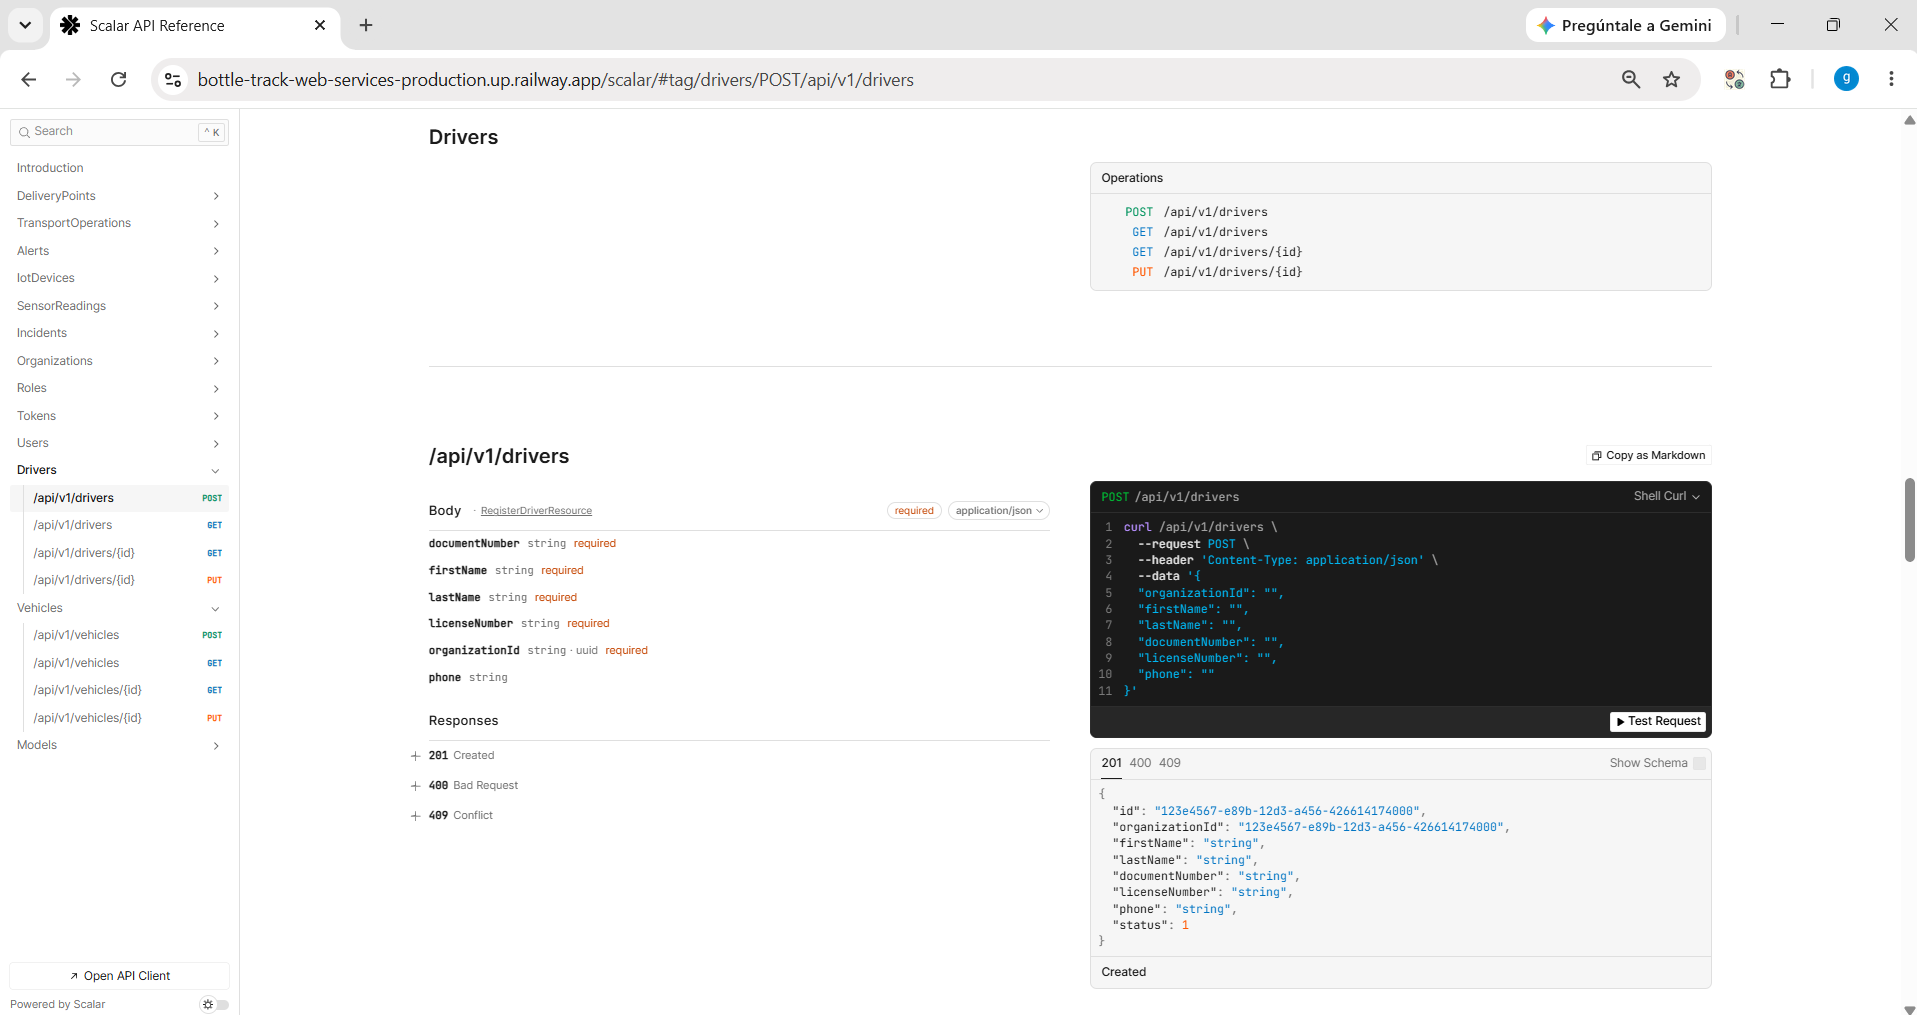 Scalar API Reference
Pregúntale a Gemini
bottle-track-web-services-production.up.railway.app/scalar/#tag/drivers/POST/api/v1/drivers
g
Search
^ K
Introduction
DeliveryPoints
TransportOperations
Alerts
IotDevices
SensorReadings
Incidents
Organizations
Roles
Tokens
Users
Drivers
/api/v1/drivers POST
/api/v1/drivers GET
/api/v1/drivers/{id} GET
/api/v1/drivers/{id} PUT
Vehicles
/api/v1/vehicles POST
/api/v1/vehicles GET
/api/v1/vehicles/{id} GET
/api/v1/vehicles/{id} PUT
Models
Open API Client
Powered by Scalar
Drivers
Operations
POST /api/v1/drivers
GET /api/v1/drivers
GET /api/v1/drivers/{id}
PUT /api/v1/drivers/{id}
/api/v1/drivers
Copy as Markdown
Body · RegisterDriverResource required application/json
documentNumber string required
firstName string required
lastName string required
licenseNumber string required
organizationId string · uuid required
phone string
Responses
201 Created
400 Bad Request
409 Conflict
POST /api/v1/drivers Shell Curl
1 curl /api/v1/drivers \
2 --request POST \
3 --header 'Content-Type: application/json' \
4 --data '{
5 "organizationId": "",
6 "firstName": "",
7 "lastName": "",
8 "documentNumber": "",
9 "licenseNumber": "",
10 "phone": ""
11 }'
Test Request
201 400 409 Show Schema
{
"id": "123e4567-e89b-12d3-a456-426614174000",
"organizationId": "123e4567-e89b-12d3-a456-426614174000",
"firstName": "string",
"lastName": "string",
"documentNumber": "string",
"licenseNumber": "string",
"phone": "string",
"status": 1
}
Created